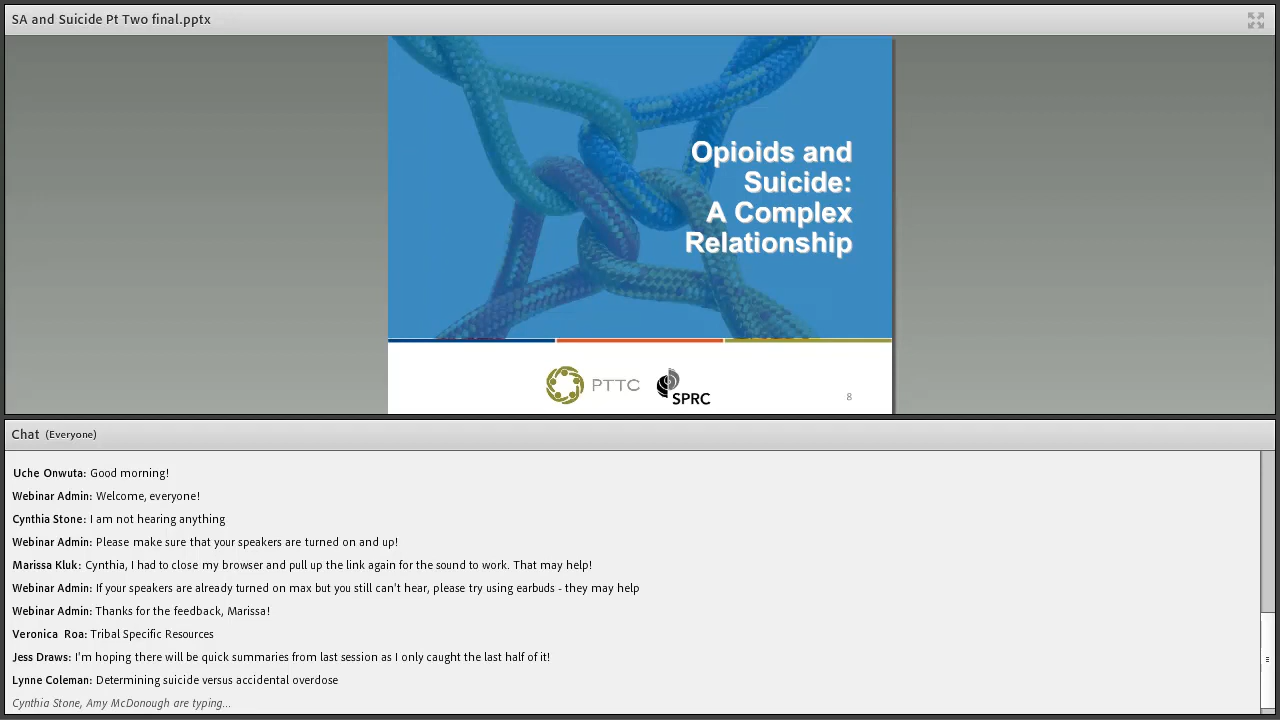 SA and Suicide Pt Two final.pptx
Opioids and
Suicide:
A Complex
Relationship
PTTC
SPRC
8
Chat (Everyone)
Uche Onwuta: Good morning!
Webinar Admin: Welcome, everyone!
Cynthia Stone: I am not hearing anything
Webinar Admin: Please make sure that your speakers are turned on and up!
Marissa Kluk: Cynthia, I had to close my browser and pull up the link again for the sound to work. That may help!
Webinar Admin: If your speakers are already turned on max but you still can't hear, please try using earbuds - they may help
Webinar Admin: Thanks for the feedback, Marissa!
Veronica Roa: Tribal Specific Resources
Jess Draws: I'm hoping there will be quick summaries from last session as I only caught the last half of it!
Lynne Coleman: Determining suicide versus accidental overdose
Cynthia Stone, Amy McDonough are typing...